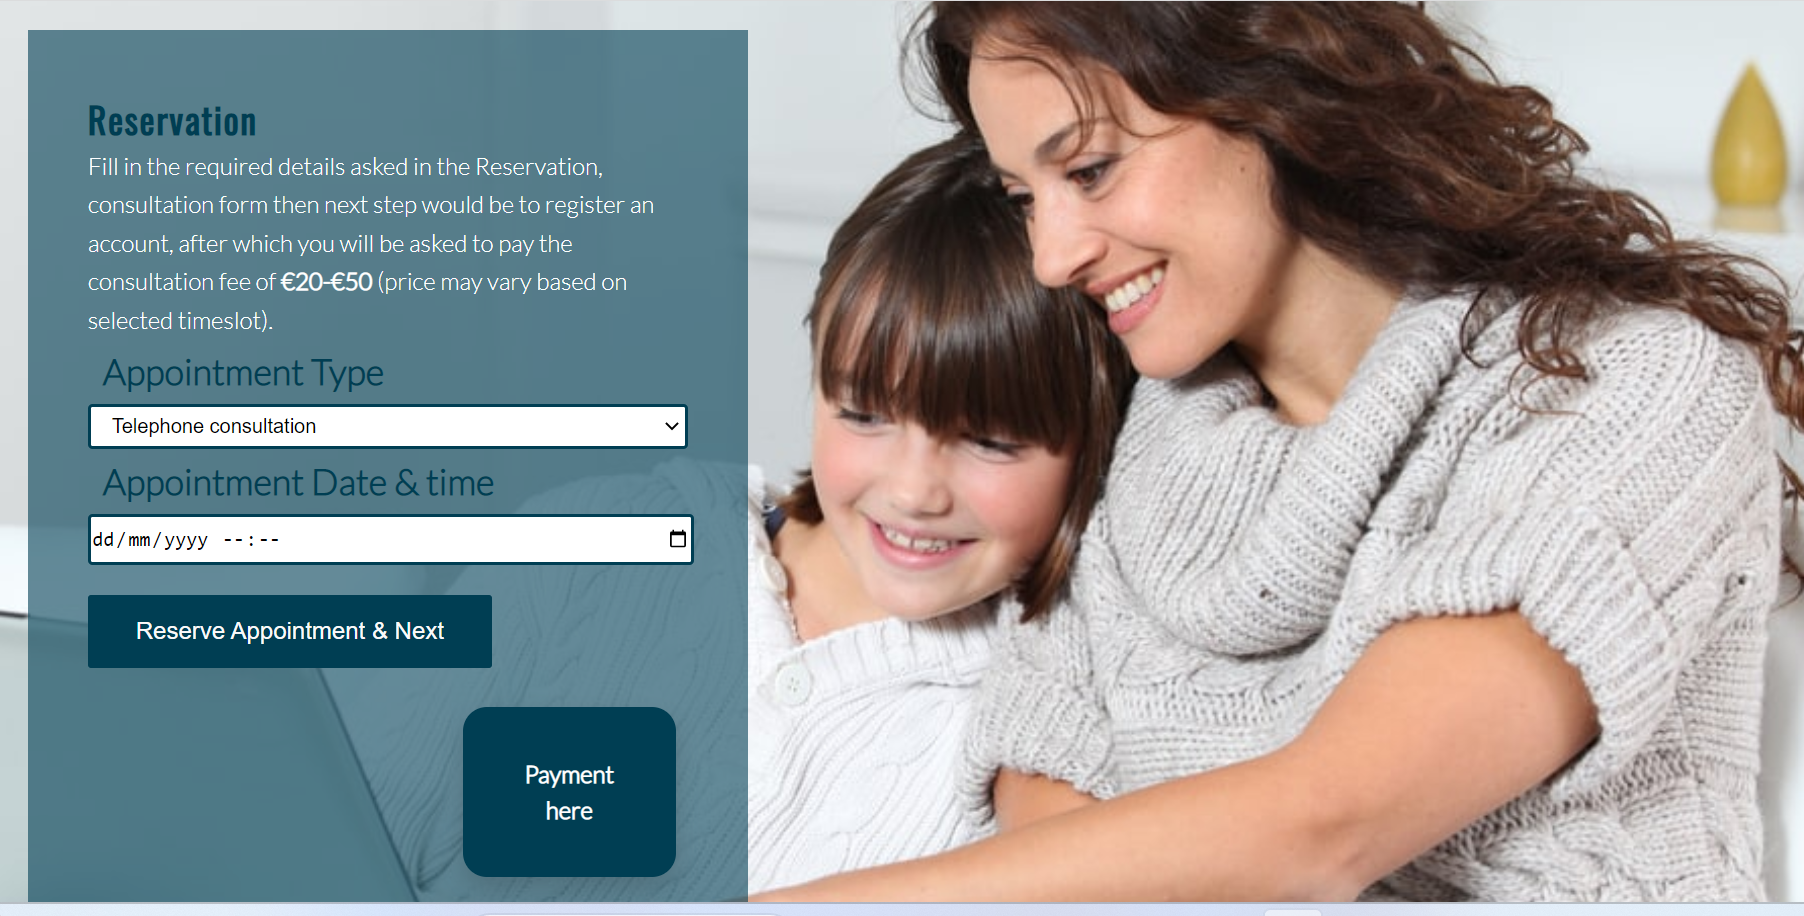 Reservation
Fill in the required details asked in the Reservation,
consultation form then next step would be to register an
account, after which you will be asked to pay the
consultation fee of €20-€50 (price may vary based on
selected timeslot).
Appointment Type
Telephone consultation
Appointment Date & time
dd/mm/yyyy --:--
Reserve Appointment & Next
Payment
here